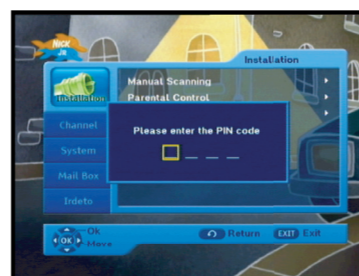 NICK
JR
Installation
Installation
Manual Scanning
Parental Control
Channel
System
Mail Box
Irdeto
Please enter the PIN code
Ok
OK
Move
Return
EXIT Exit